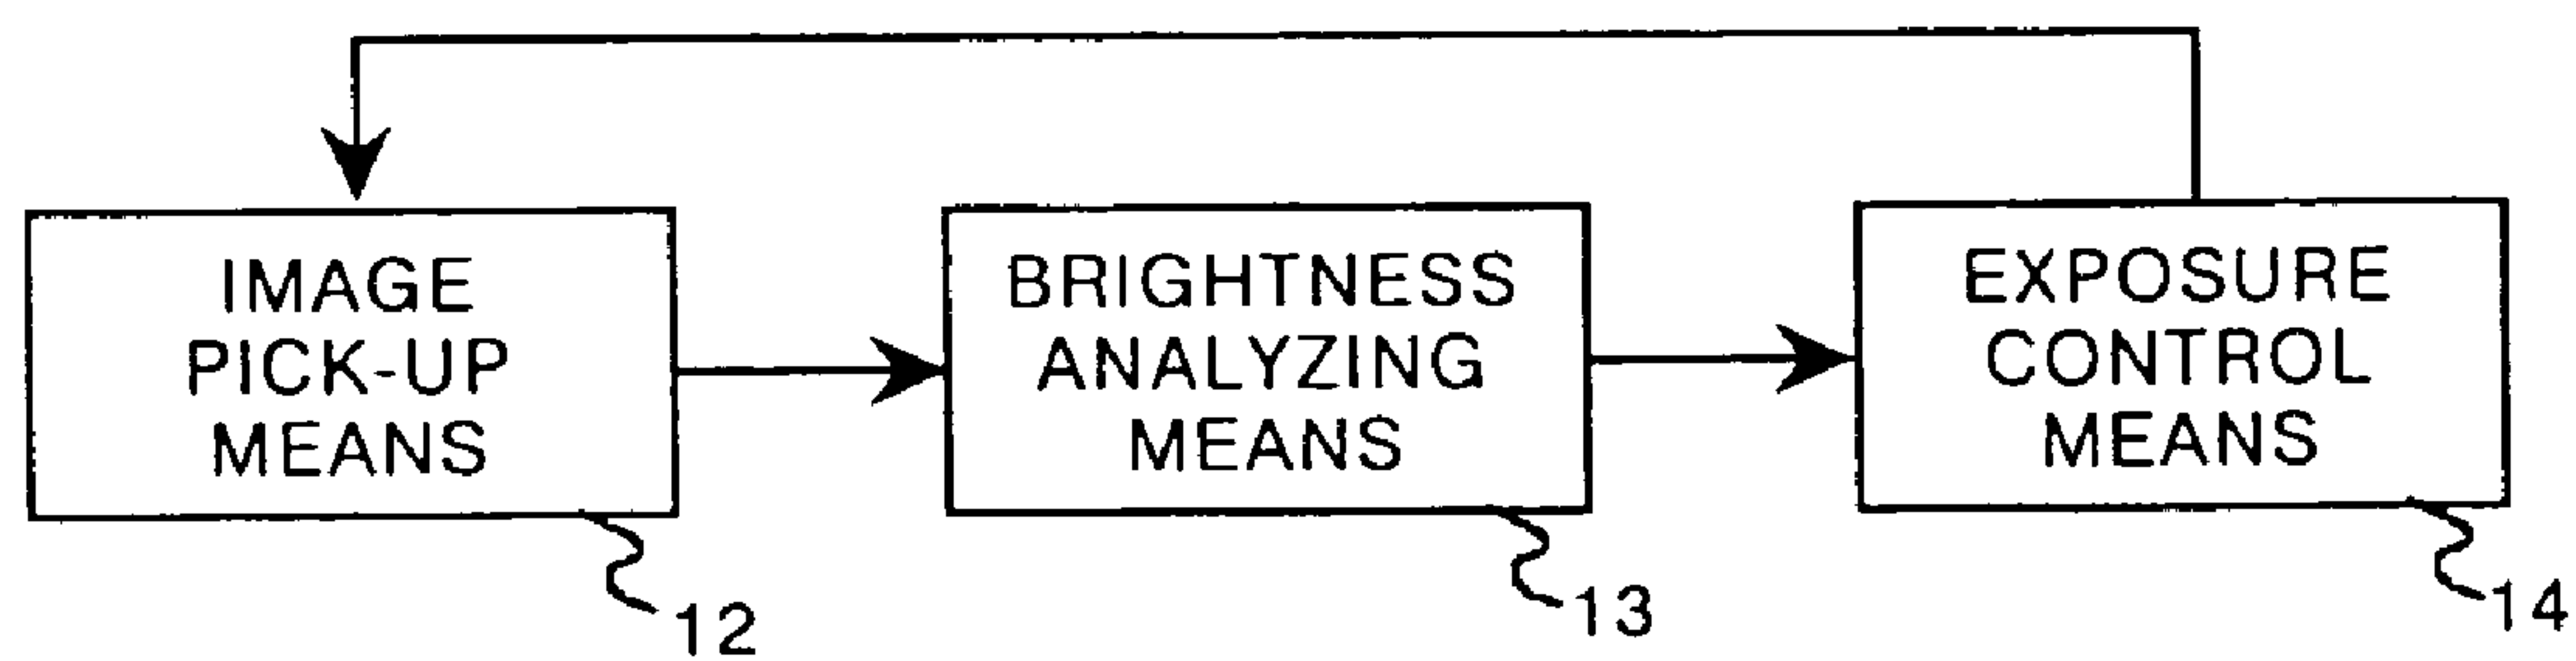 IMAGE
PICK-UP
MEANS
12
BRIGHTNESS
ANALYZING
MEANS
13
EXPOSURE
CONTROL
MEANS
14